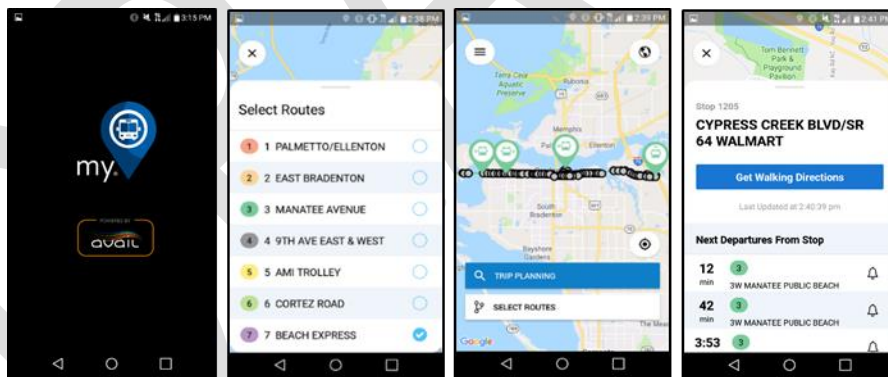 3:15 PM
my.
POWERED BY
avail
2:38 PM
Select Routes
1 1 PALMETTO/ELLENTON
2 2 EAST BRADENTON
3 3 MANATEE AVENUE
4 4 9TH AVE EAST & WEST
5 5 AMI TROLLEY
6 6 CORTEZ ROAD
7 7 BEACH EXPRESS
2:39 PM
Terra Ceia
Aquatic
Preserve
Rubonia
Memphis
Ellenton
South
Bradenton
Bayshore
Gardens
TRIP PLANNING
SELECT ROUTES
Google
The Mea
2:41 PM
Tom Bennett
Park &
Playground
Pavilion
Stop 1205
CYPRESS CREEK BLVD/SR
64 WALMART
Get Walking Directions
Last Updated at 2:40:39 pm
Next Departures From Stop
12 3
min 3W MANATEE PUBLIC BEACH
42 3
min 3W MANATEE PUBLIC BEACH
3:53 3